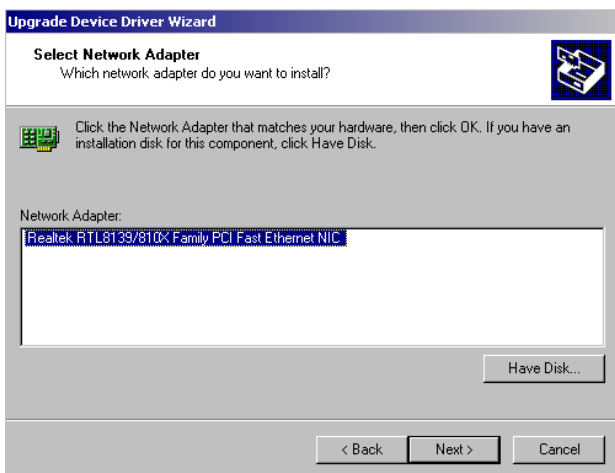 Upgrade Device Driver Wizard
Select Network Adapter
Which network adapter do you want to install?
Click the Network Adapter that matches your hardware, then click OK. If you have an
installation disk for this component, click Have Disk.
Network Adapter:
Realtek RTL8139/810X Family PCI Fast Ethernet NIC
Have Disk...
< Back
Next >
Cancel